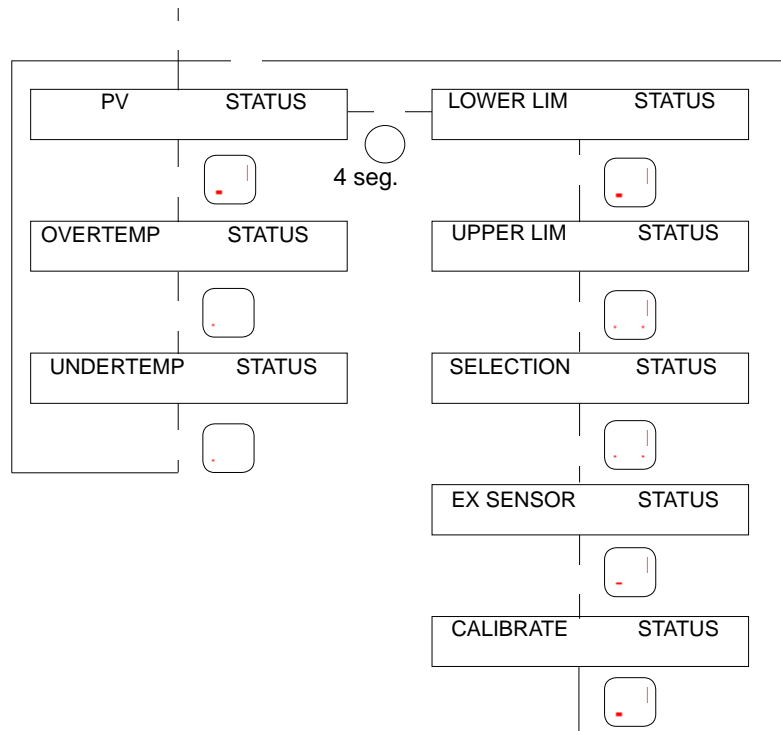 PV STATUS
4 seg.
OVERTEMP STATUS
UNDERTEMP STATUS
LOWER LIM STATUS
UPPER LIM STATUS
SELECTION STATUS
EX SENSOR STATUS
CALIBRATE STATUS